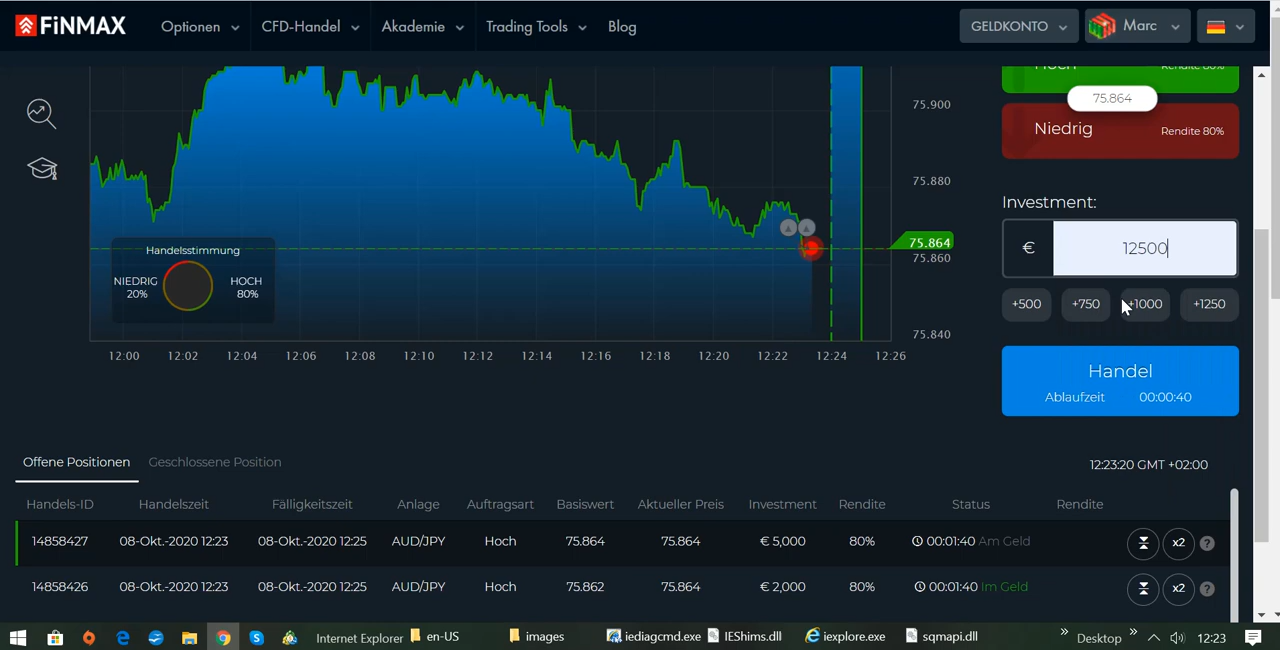 FiNMAX
Optionen
CFD-Handel
Akademie
Trading Tools
Blog
GELDKONTO
Marc
Hoch
Rendite 80%
75.864
Niedrig
Rendite 80%
75.900
75.880
75.864
75.860
75.840
Handelsstimmung
NIEDRIG
20%
HOCH
80%
12:00 12:02 12:04 12:06 12:08 12:10 12:12 12:14 12:16 12:18 12:20 12:22 12:24 12:26
Investment:
€ 12500
+500 +750 +1000 +1250
Handel
Ablaufzeit 00:00:40
Offene Positionen
Geschlossene Position
12:23:20 GMT +02:00
Handels-ID Handelszeit Fälligkeitszeit Anlage Auftragsart Basiswert Aktueller Preis Investment Rendite Status Rendite
14858427 08-Okt.-2020 12:23 08-Okt.-2020 12:25 AUD/JPY Hoch 75.864 75.864 € 5,000 80% 00:01:40 Am Geld x2 ?
14858426 08-Okt.-2020 12:23 08-Okt.-2020 12:25 AUD/JPY Hoch 75.862 75.864 € 2,000 80% 00:01:40 Im Geld x2 ?
Internet Explorer en-US images iediagcmd.exe IEShims.dll iexplore.exe sqmapi.dll Desktop 12:23